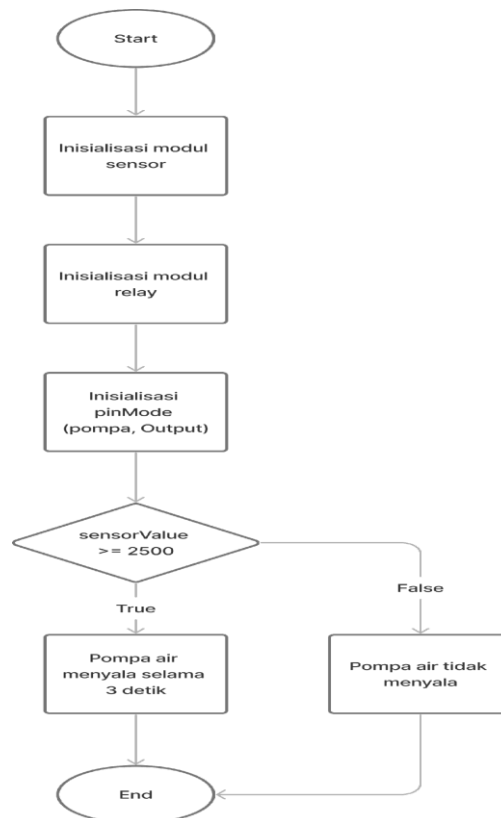 Start
Inisialisasi modul
sensor
Inisialisasi modul
relay
Inisialisasi
pinMode
(pompa, Output)
sensorValue
>= 2500
True
False
Pompa air
menyala selama
3 detik
Pompa air tidak
menyala
End